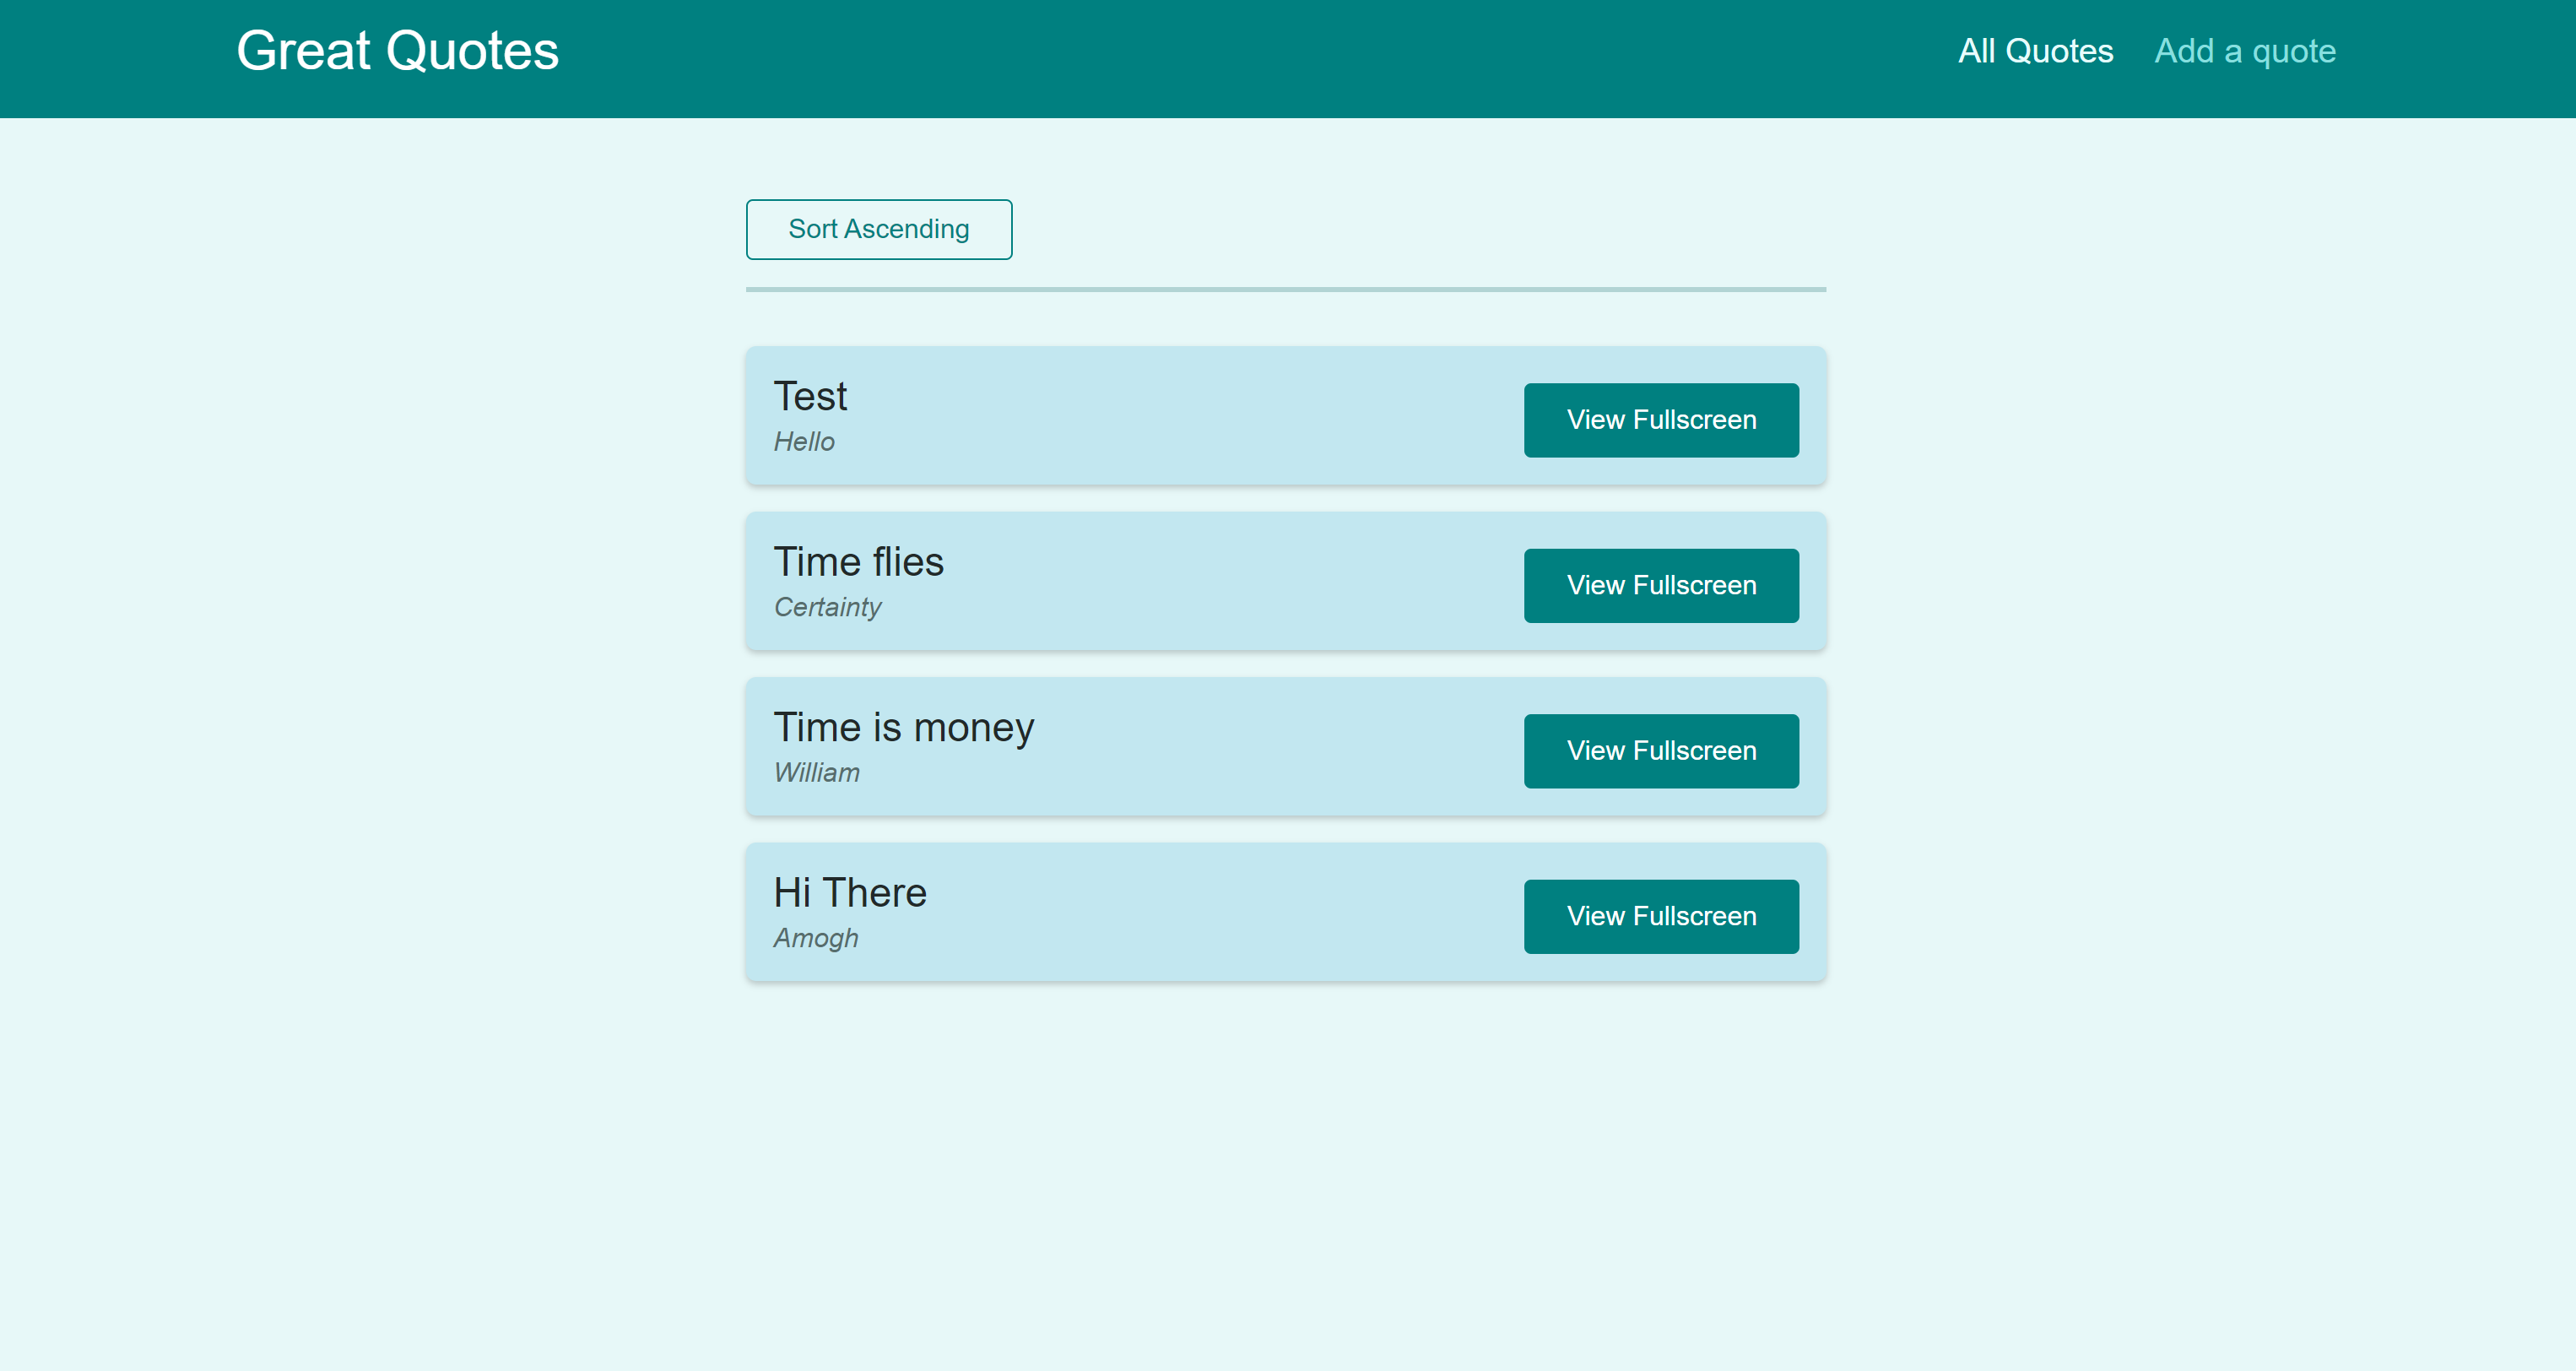 Great Quotes
All Quotes
Add a quote
Sort Ascending
Test
Hello
View Fullscreen
Time flies
Certainty
View Fullscreen
Time is money
William
View Fullscreen
Hi There
Amogh
View Fullscreen